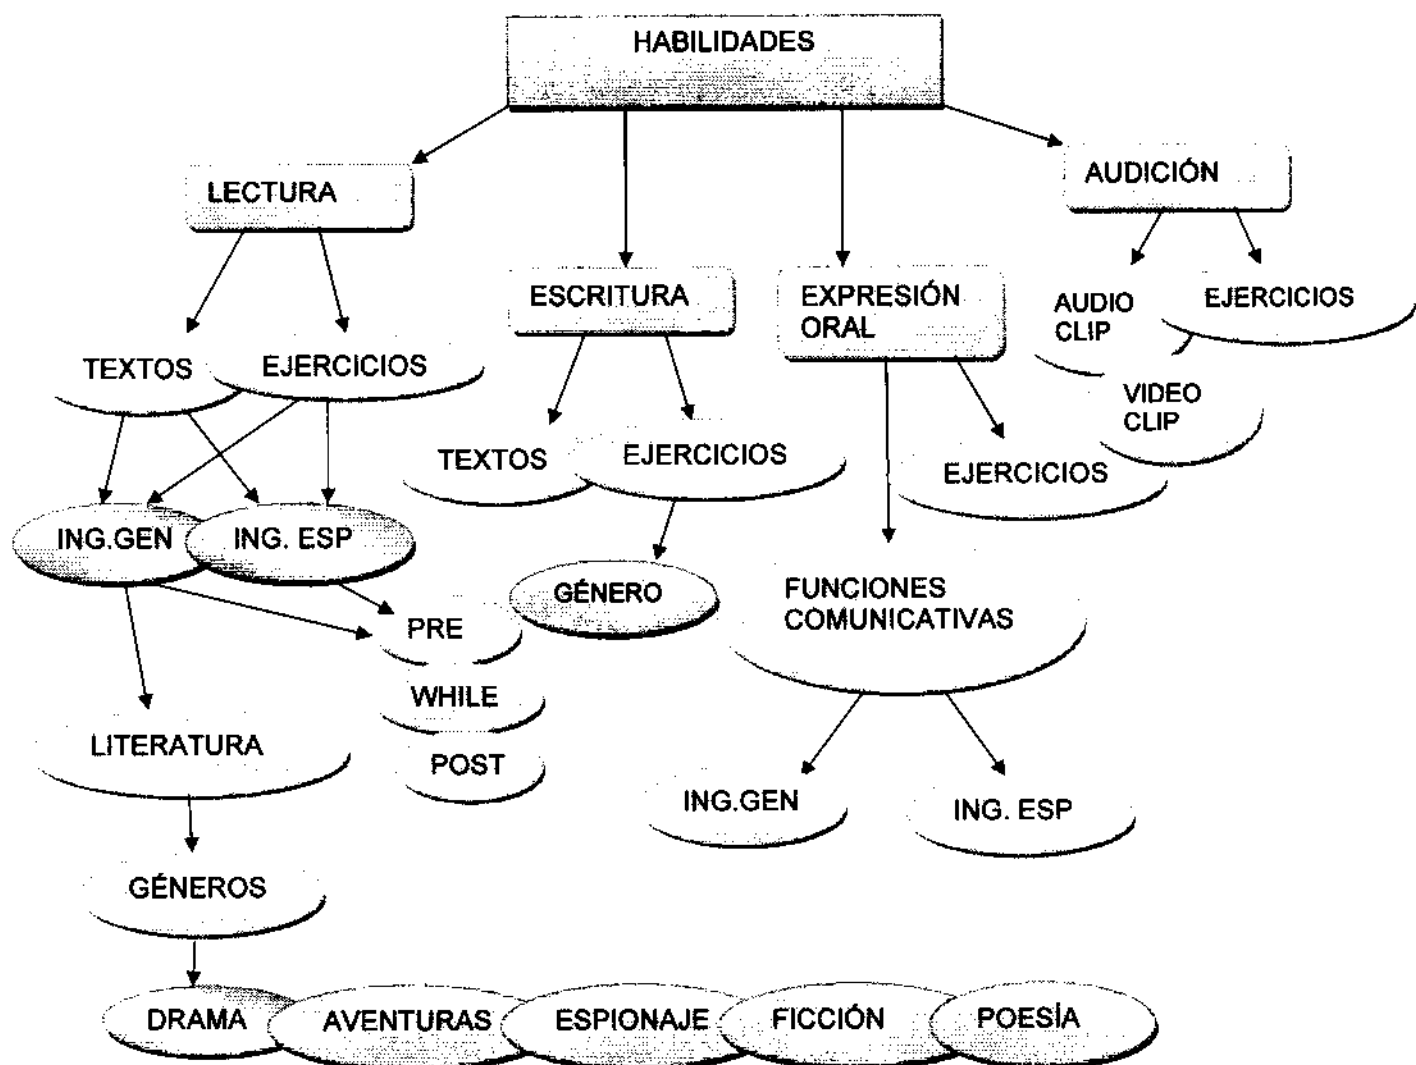 HABILIDADES
LECTURA
AUDICIÓN
ESCRITURA
EXPRESIÓN
ORAL
AUDIO
CLIP
EJERCICIOS
TEXTOS
EJERCICIOS
VIDEO
CLIP
TEXTOS
EJERCICIOS
EJERCICIOS
ING.GEN
ING. ESP
GÉNERO
FUNCIONES
COMUNICATIVAS
PRE
WHILE
POST
LITERATURA
ING.GEN
ING. ESP
GÉNEROS
DRAMA
AVENTURAS
ESPIONAJE
FICCIÓN
POESÍA